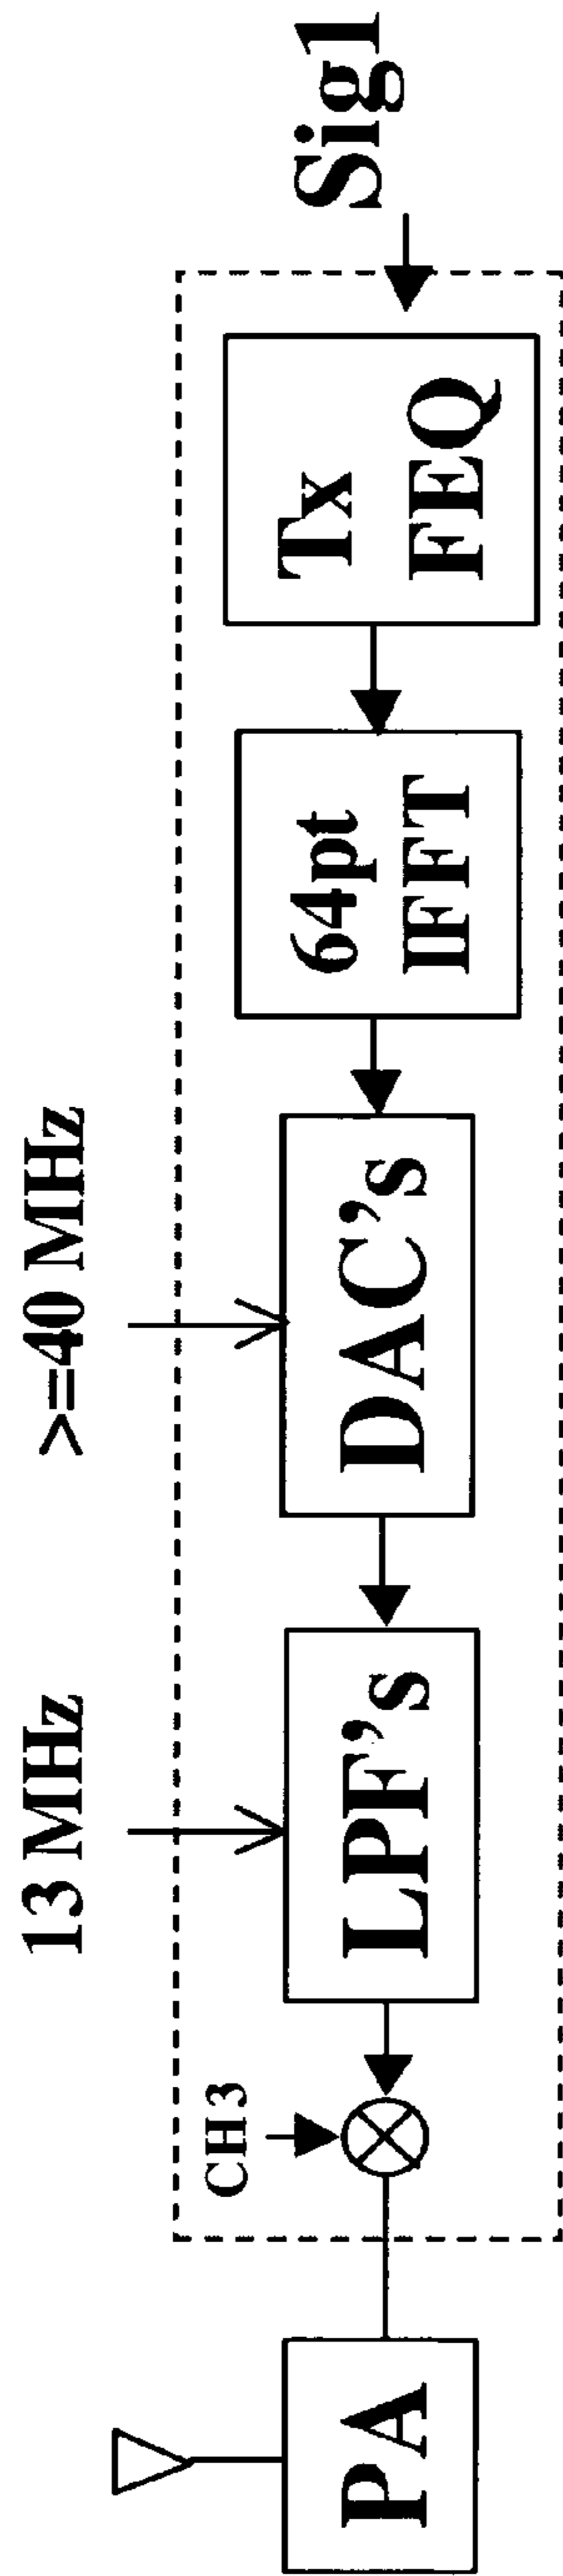 13 MHz
>=40 MHz
CH3
PA
LPF's
DAC's
64pt
IFFT
Tx
FEQ
Sig1